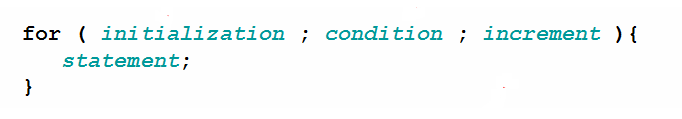 for ( initialization ; condition ; increment ){
statement;
}